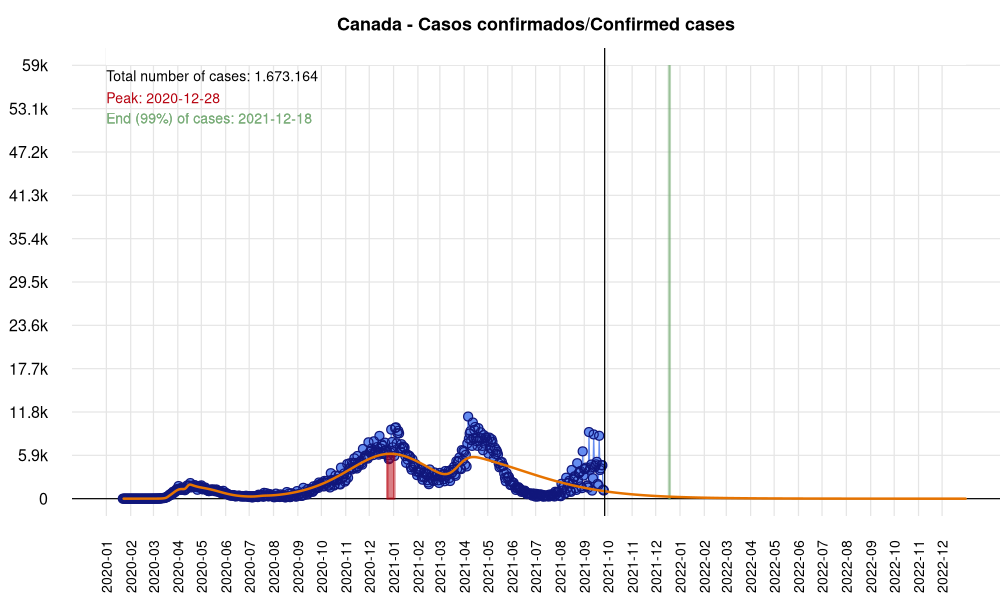 Canada - Casos confirmados/Confirmed cases
59k
Total number of cases: 1.673.164
Peak: 2020-12-28
End (99%) of cases: 2021-12-18
53.1k
47.2k
41.3k
35.4k
29.5k
23.6k
17.7k
11.8k
5.9k
0
2020-01
2020-02
2020-03
2020-04
2020-05
2020-06
2020-07
2020-08
2020-09
2020-10
2020-11
2020-12
2021-01
2021-03
2021-04
2021-05
2021-06
2021-07
2021-08
2021-09
2021-10
2021-11
2021-12
2022-01
2022-02
2022-04
2022-05
2022-06
2022-07
2022-08
2022-09
2022-10
2022-11
2022-12